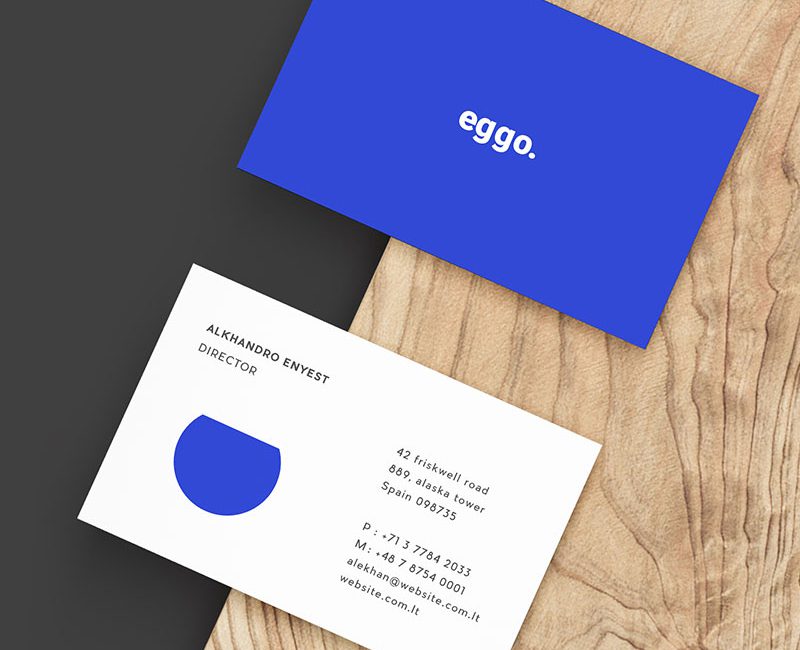 eggo.
ALKHANDRO ENYEST
DIRECTOR
42 friskwell road
889, alaska tower
Spain 098735
P : +71 3 7784 2033
M : +48 7 8754 0001
alekhan@website.com.lt
website.com.lt